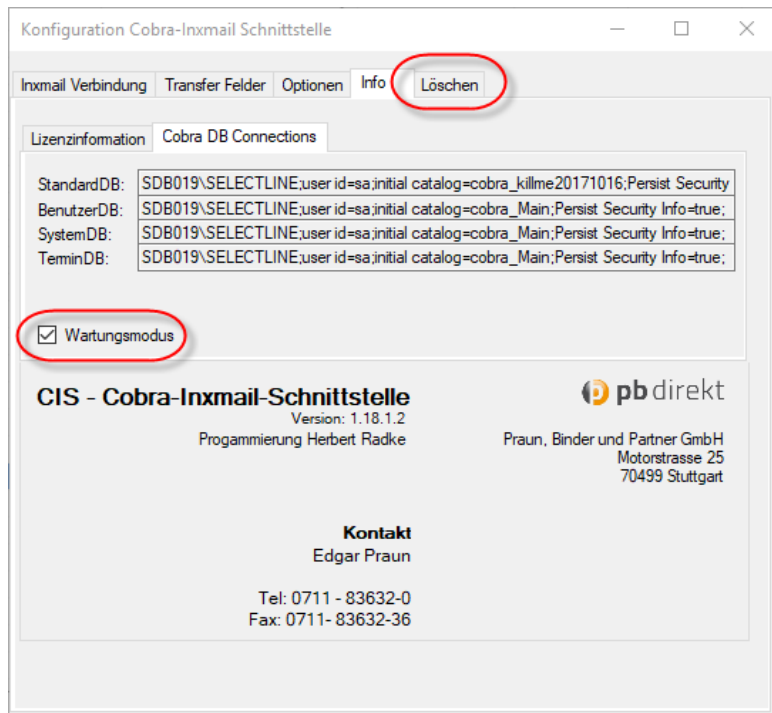 Konfiguration Cobra-Inxmail Schnittstelle
Inxmail Verbindung Transfer Felder Optionen Info Löschen
Lizenzinformation Cobra DB Connections
StandardDB: SDB019\SELECTLINE;user id=sa;initial catalog=cobra_killme20171016;Persist Security
BenutzerDB: SDB019\SELECTLINE;user id=sa;initial catalog=cobra_Main;Persist Security Info=true;
SystemDB: SDB019\SELECTLINE;user id=sa;initial catalog=cobra_Main;Persist Security Info=true;
TerminDB: SDB019\SELECTLINE;user id=sa;initial catalog=cobra_Main;Persist Security Info=true;
Wartungsmodus
CIS - Cobra-Inxmail-Schnittstelle
Version: 1.18.1.2
Progammierung Herbert Radke
pb direkt
Praun, Binder und Partner GmbH
Motorstrasse 25
70499 Stuttgart
Kontakt
Edgar Praun
Tel: 0711 - 83632-0
Fax: 0711- 83632-36